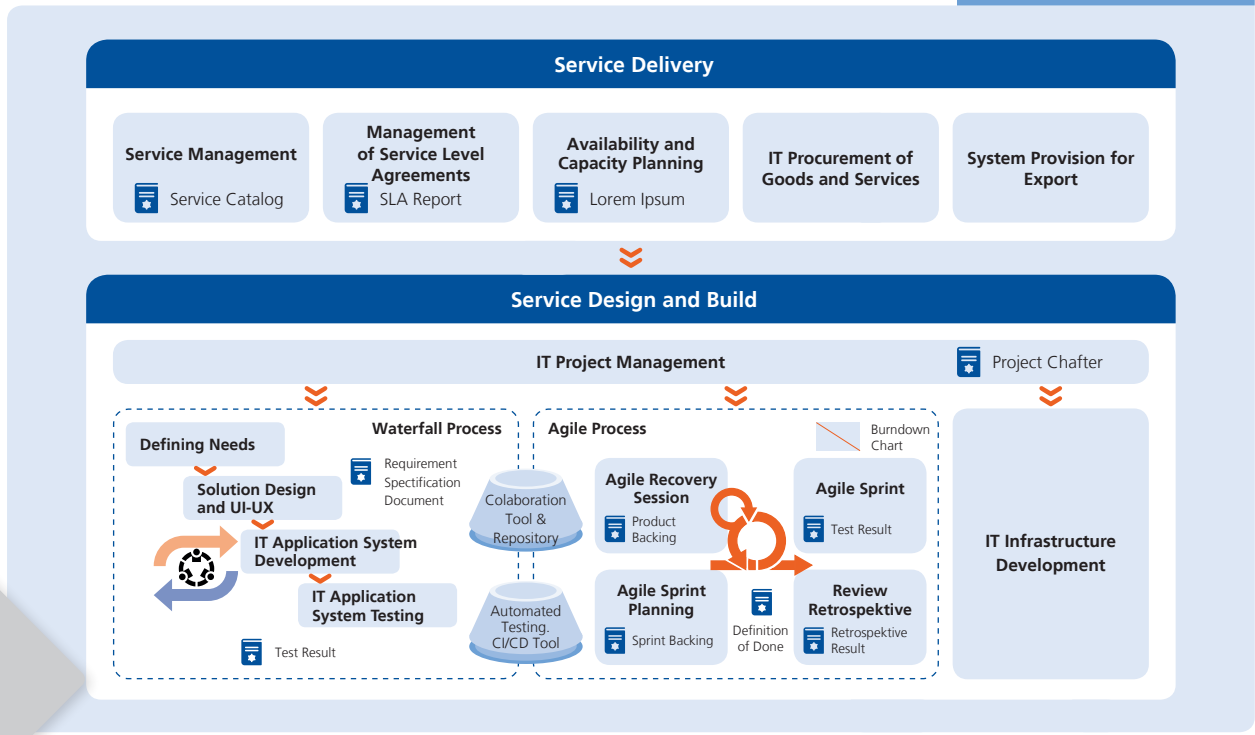 Service Delivery
Service Management
Service Catalog
Management
of Service Level
Agreements
SLA Report
Availability and
Capacity Planning
Lorem Ipsum
IT Procurement of
Goods and Services
System Provision for
Export
Service Design and Build
IT Project Management
Project Chafter
Waterfall Process
Defining Needs
Requirement
Spectification
Document
Solution Design
and UI-UX
IT Application System
Development
IT Application
System Testing
Test Result
Colaboration
Tool &
Repository
Automated
Testing.
CI/CD Tool
Agile Process
Burndown
Chart
Agile Recovery
Session
Product
Backing
Agile Sprint
Test Result
Agile Sprint
Planning
Sprint Backing
Definition
of Done
Review
Retrospektive
Retrospektive
Result
IT Infrastructure
Development